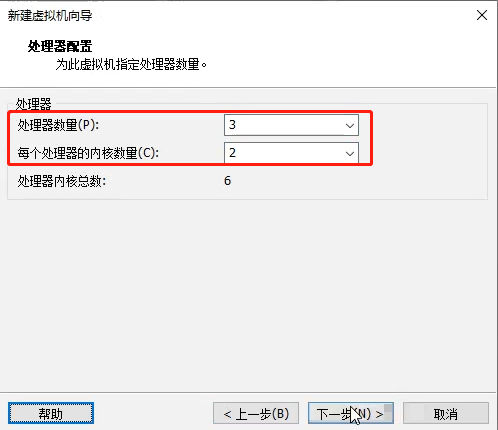 新建虚拟机向导
处理器配置
为此虚拟机指定处理器数量。
处理器
处理器数量(P): 3
每个处理器的内核数量(C): 2
处理器内核总数: 6
帮助 < 上一步(B) 下一步(N) > 取消